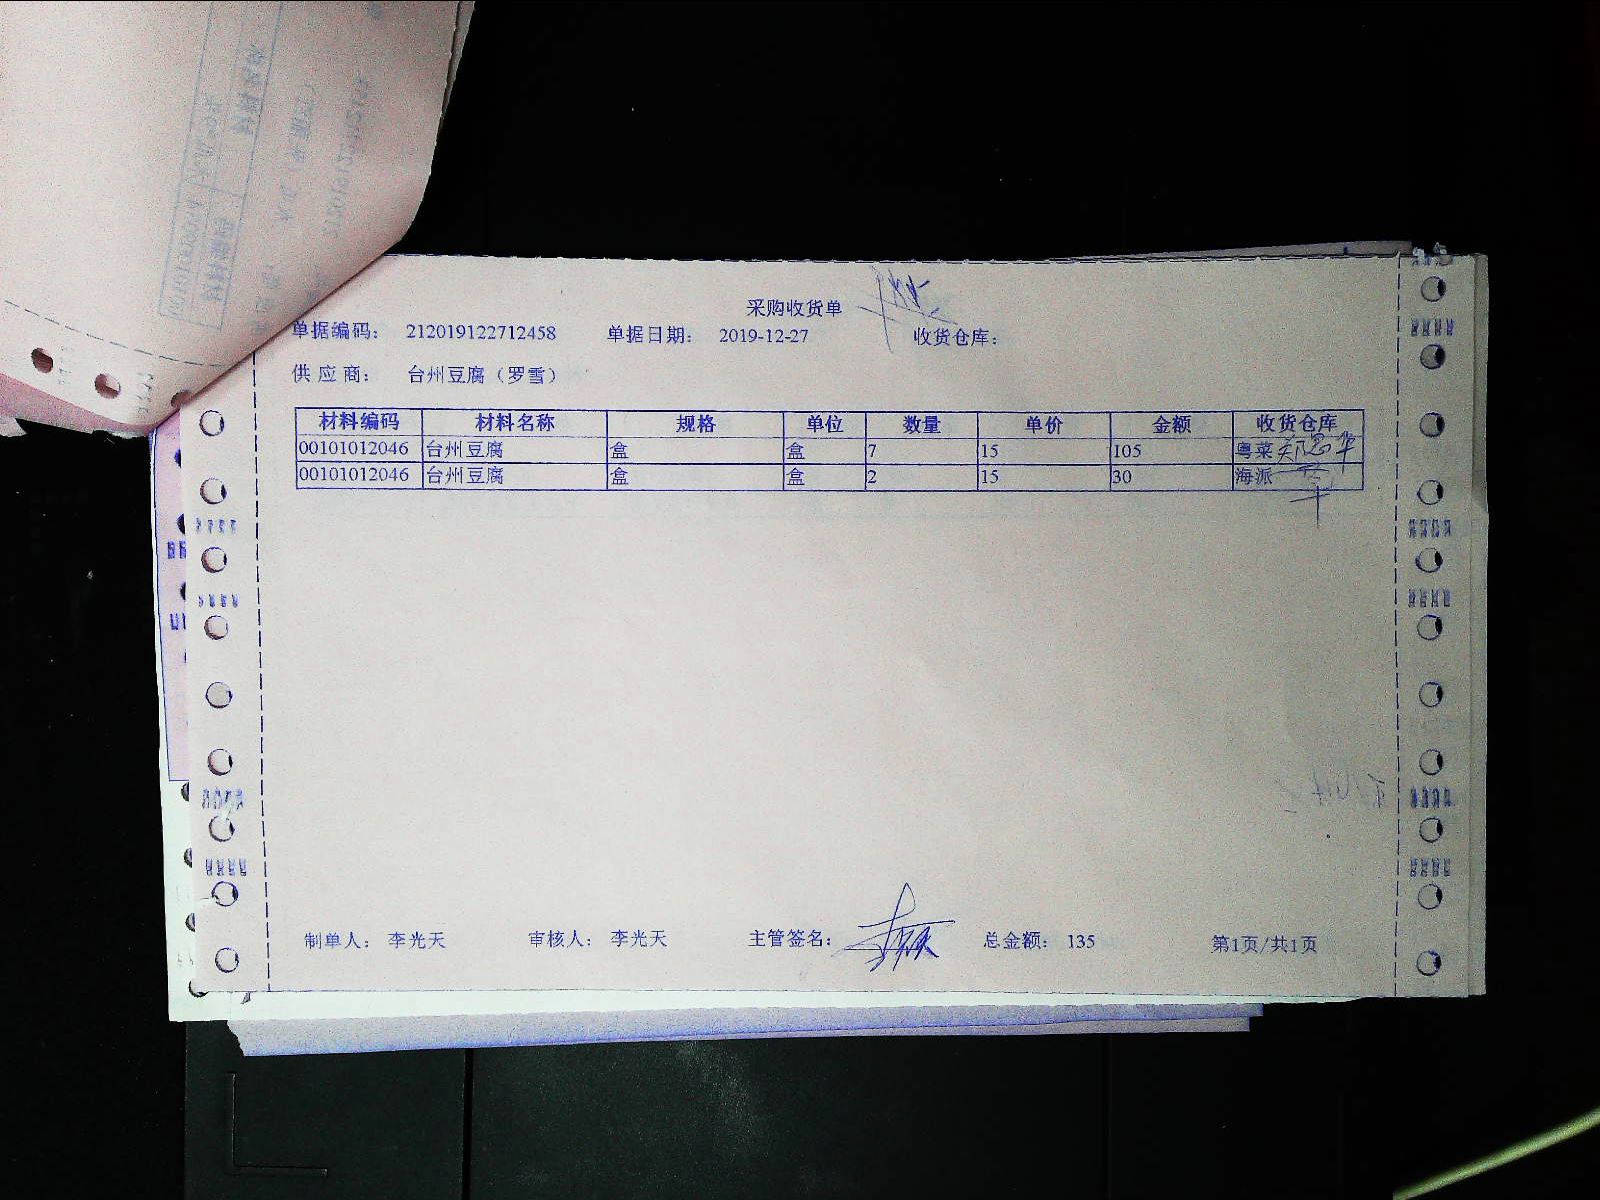 采购收货单
单据编码： 212019122712458 单据日期： 2019-12-27 收货仓库：
供 应 商： 台州豆腐（罗雪）
材料编码 材料名称 规格 单位 数量 单价 金额 收货仓库
00101012046 台州豆腐 盒 盒 7 15 105 粤菜
00101012046 台州豆腐 盒 盒 2 15 30 海派
制单人： 李光天 审核人： 李光天 主管签名： 总金额： 135 第1页/共1页